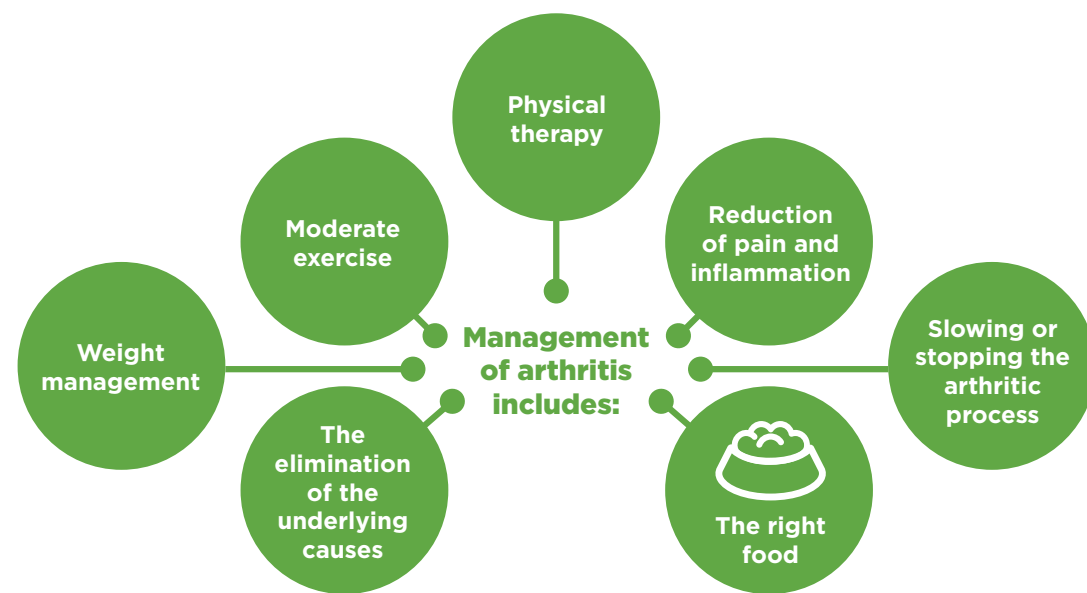 Physical
therapy
Moderate
exercise
Reduction
of pain and
inflammation
Weight
management
Management
of arthritis
includes:
Slowing or
stopping the
arthritic
process
The
elimination
of the
underlying
causes
The right
food